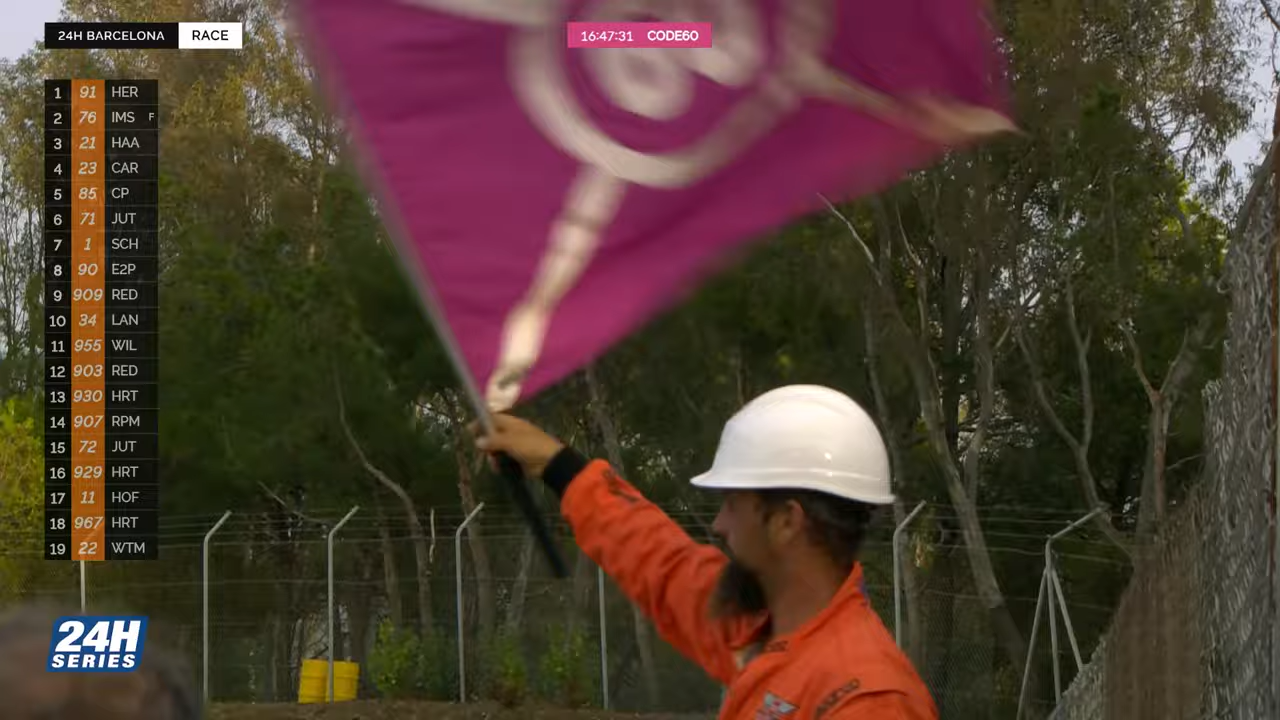 24H BARCELONA RACE
16:47:31 CODE60
1 91 HER
2 76 IMS F
3 21 HAA
4 23 CAR
5 85 CP
6 71 JUT
7 1 SCH
8 90 E2P
9 909 RED
10 34 LAN
11 955 WIL
12 903 RED
13 930 HRT
14 907 RPM
15 72 JUT
16 929 HRT
17 11 HOF
18 967 HRT
19 22 WTM
24H
SERIES